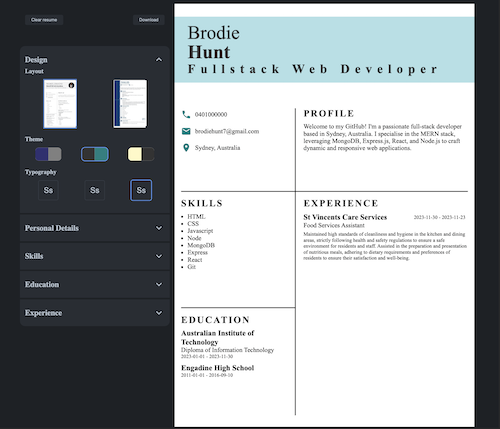 Clear resume
Download
Design
Layout
Theme
Typography
Ss
Ss
Ss
Personal Details
Skills
Education
Experience
Brodie
Hunt
Fullstack Web Developer
0401000000
brodiehunt7@gmail.com
Sydney, Australia
PROFILE
Welcome to my GitHub! I'm a passionate full-stack developer
based in Sydney, Australia. I specialise in the MERN stack,
leveraging MongoDB, Express.js, React, and Node.js to craft
dynamic and responsive web applications.
SKILLS
HTML
CSS
Javascript
Node
MongoDB
Express
React
Git
EDUCATION
Australian Institute of
Technology
Diploma of Information Technology
2023-01-01 - 2023-11-30
Engadine High School
2011-01-01 - 2016-09-10
EXPERIENCE
St Vincents Care Services
2023-11-30 - 2023-11-23
Food Services Assistant
Maintained high standards of cleanliness and hygiene in the kitchen and dining
areas, strictly following health and safety regulations to ensure a safe
environment for residents and staff. Assisted in the preparation and presentation
of nutritious meals, adhering to dietary requirements and preferences of
residents to ensure their satisfaction and well-being.